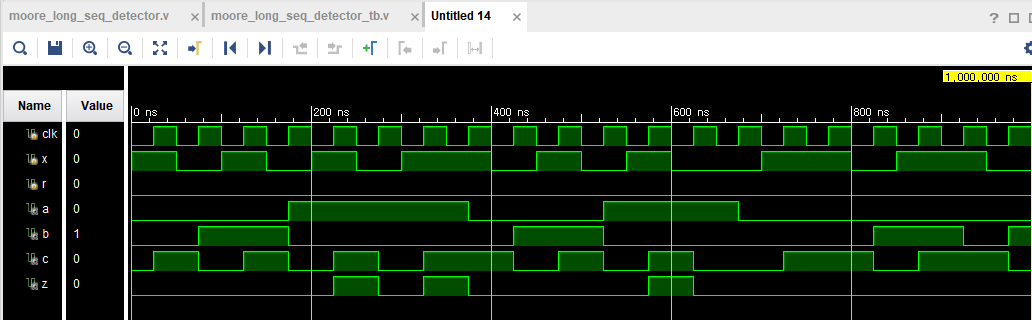 moore_long_seq_detector.v × moore_long_seq_detector_tb.v × Untitled 14 ×
?
1,000,000 ns
Name Value
0 ns 200 ns 400 ns 600 ns 800 ns
clk 0
x 0
r 0
a 0
b 1
c 0
z 0